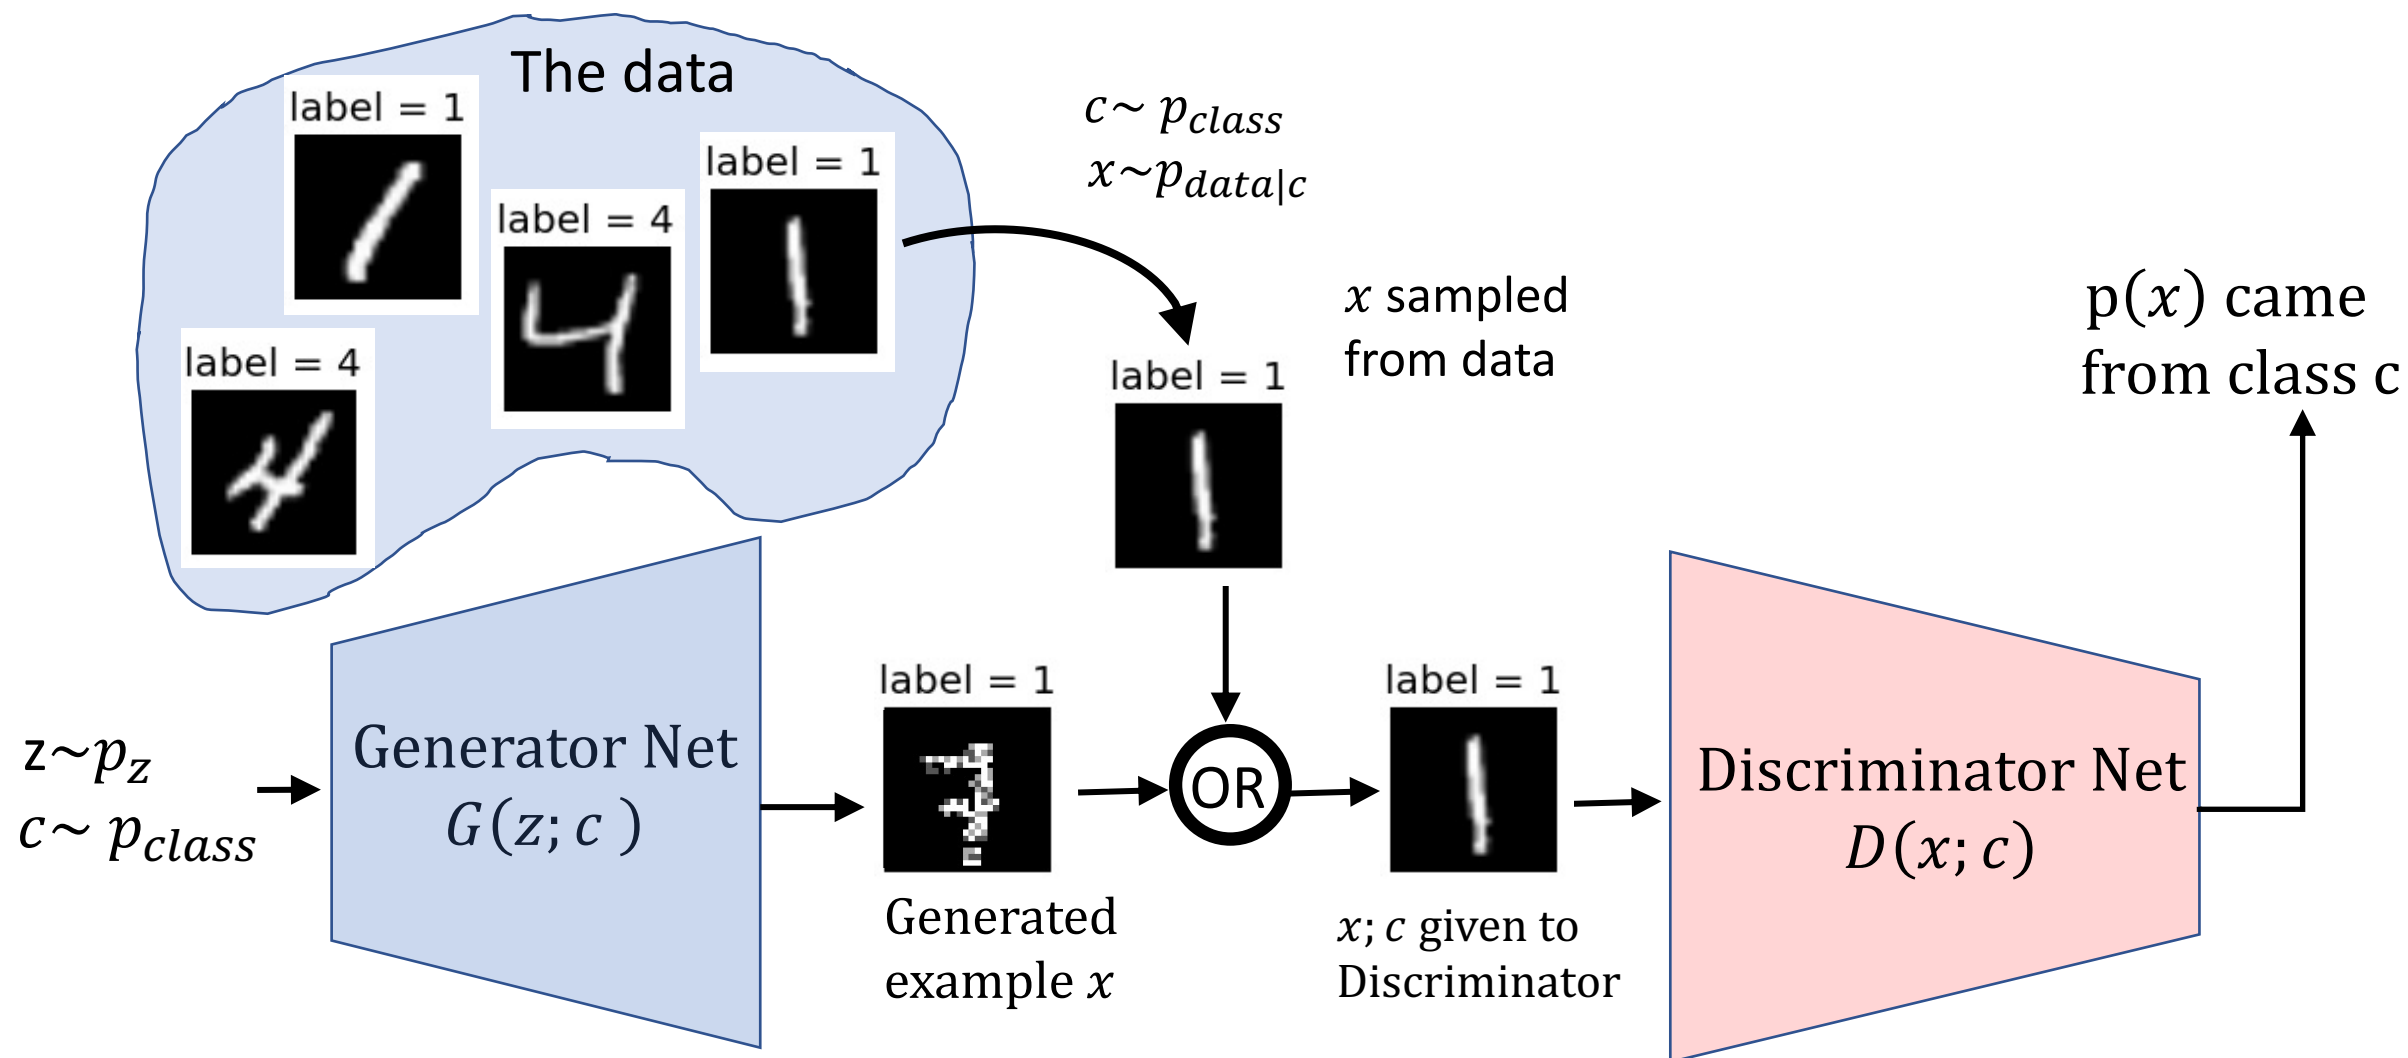 The data
label = 1
label = 1
label = 4
label = 4
c~ p_class
x~p_data|c
x sampled
from data
label = 1
p(x) came
from class c
z~p_z
c~ p_class
Generator Net
G(z; c )
label = 1
Generated
example x
OR
label = 1
x; c given to
Discriminator
Discriminator Net
D(x; c)